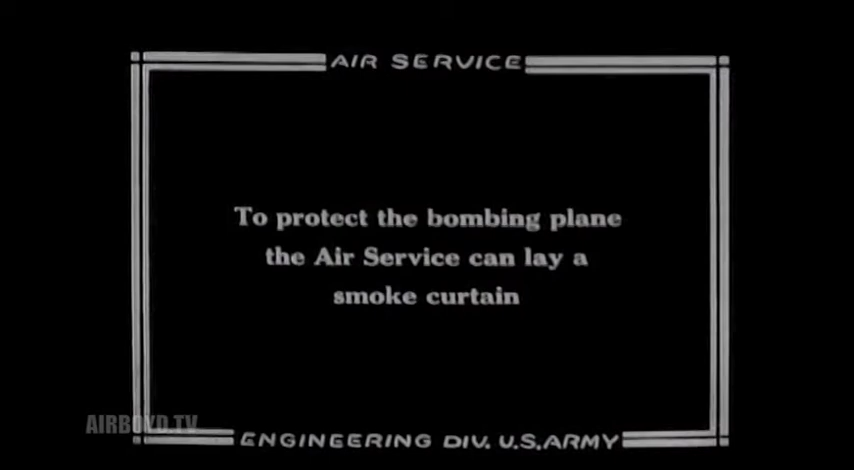 AIR SERVICE
To protect the bombing plane
the Air Service can lay a
smoke curtain
AIRBOYD.TV
ENGINEERING DIV. U.S.ARMY